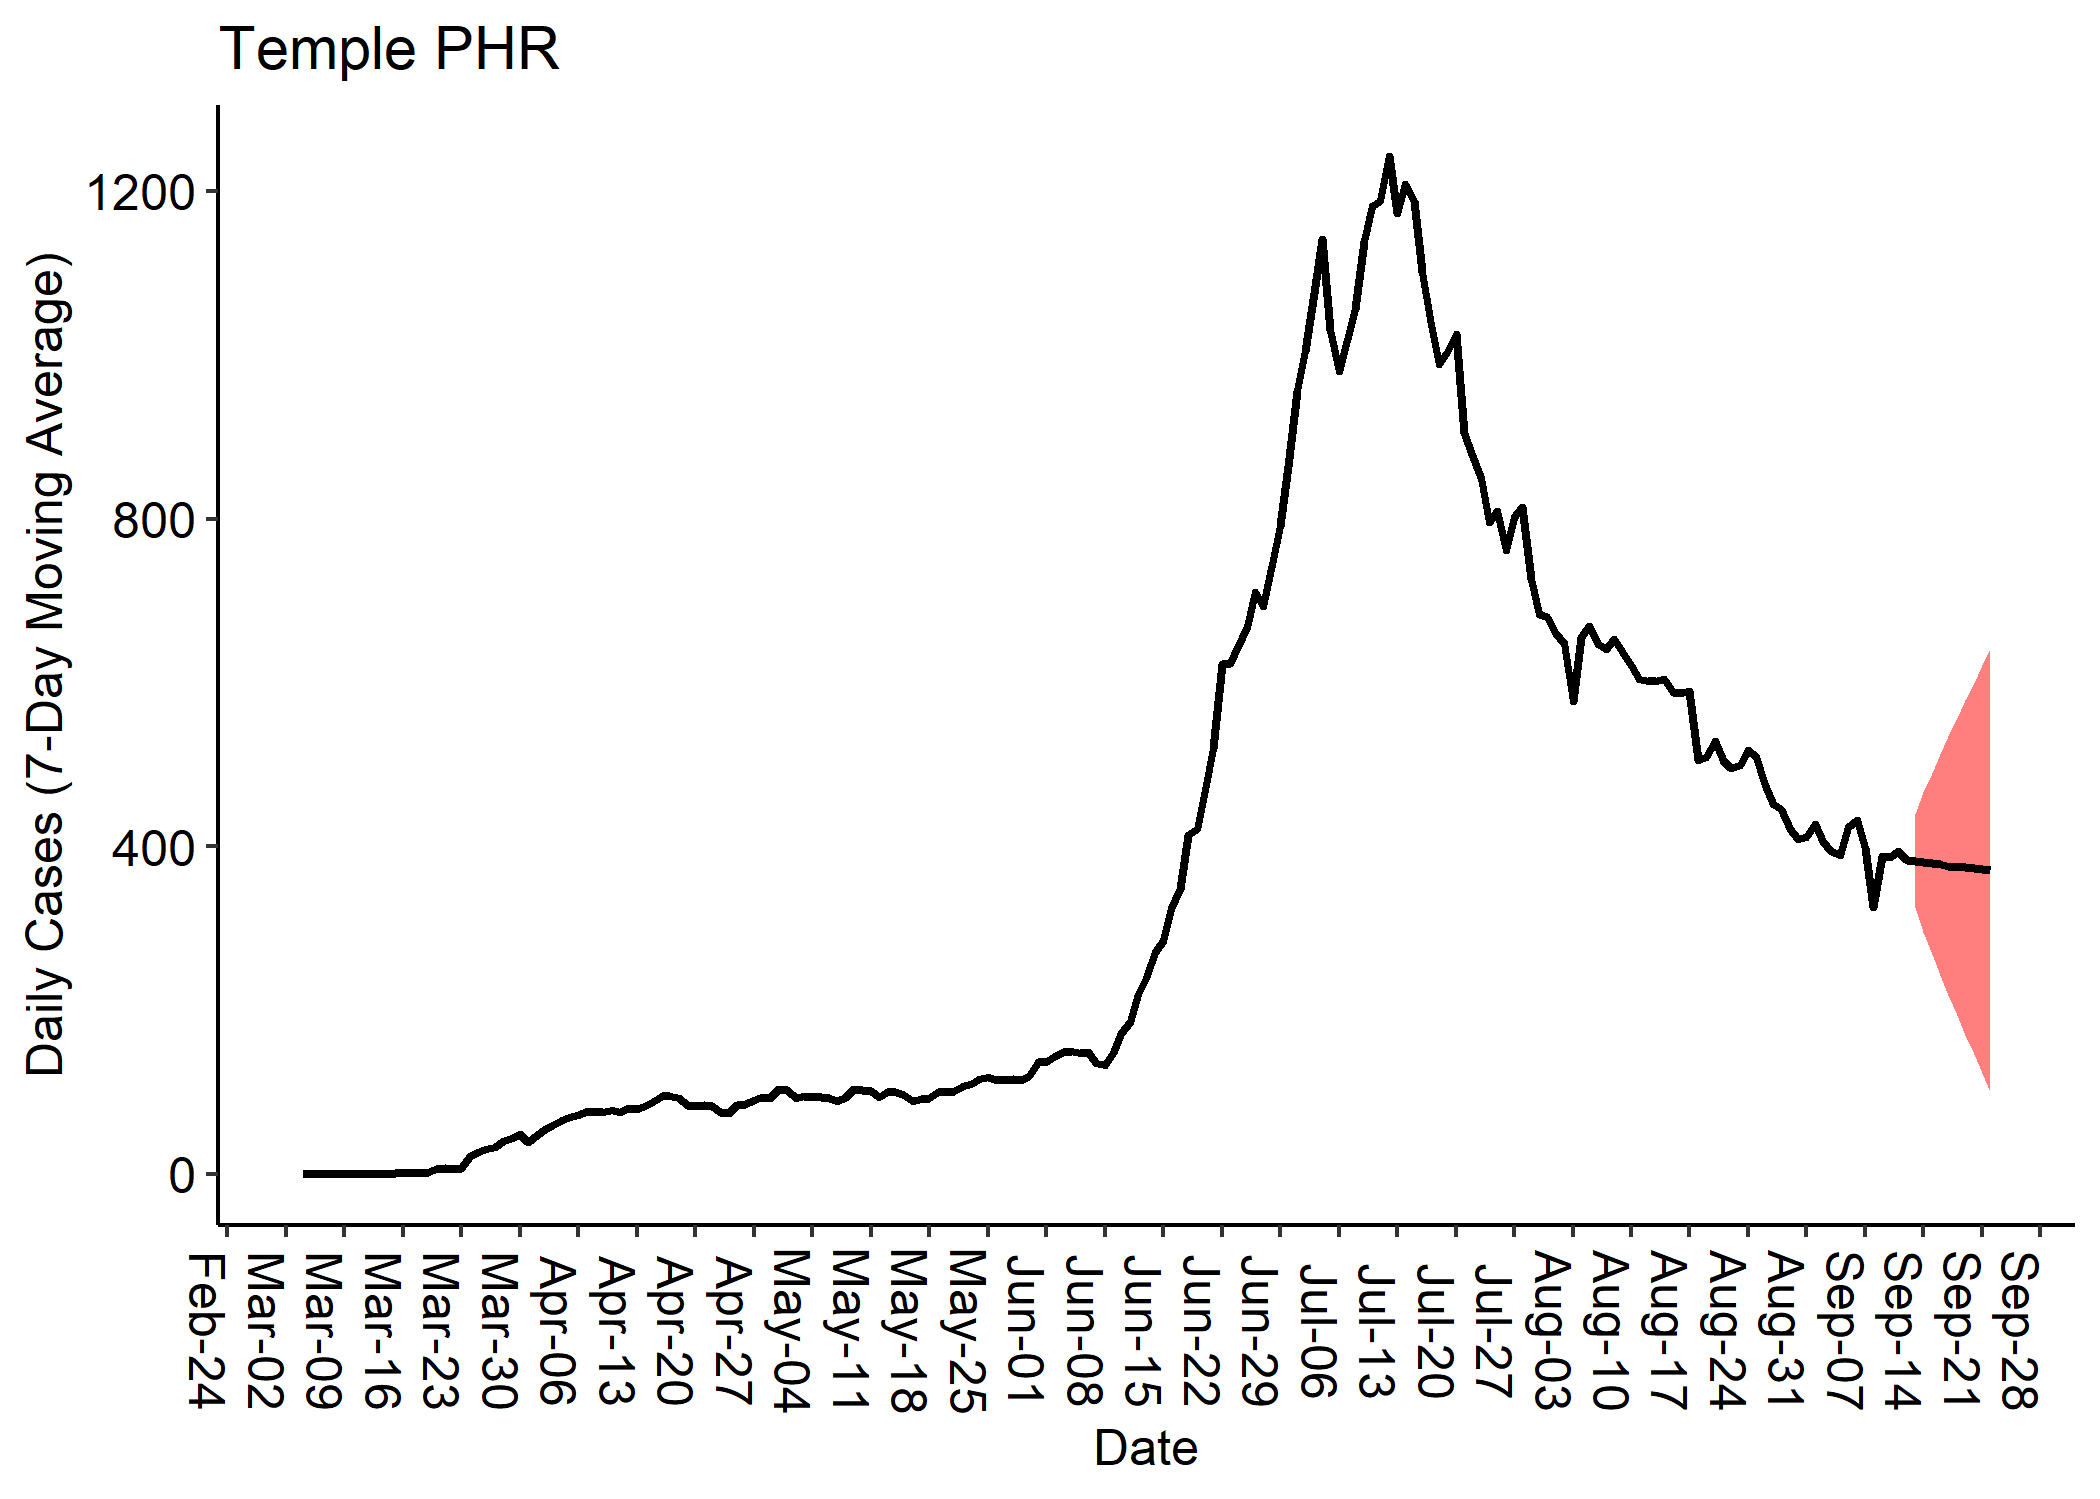 Temple PHR
Daily Cases (7-Day Moving Average)
1200
800
400
0
Feb-24
Mar-02
Mar-09
Mar-16
Mar-23
Mar-30
Apr-06
Apr-13
Apr-20
Apr-27
May-04
May-11
May-18
May-25
Jun-01
Jun-08
Jun-15
Jun-22
Jun-29
Jul-06
Jul-13
Jul-20
Jul-27
Aug-03
Aug-10
Aug-17
Aug-24
Aug-31
Sep-07
Sep-14
Sep-21
Sep-28
Date